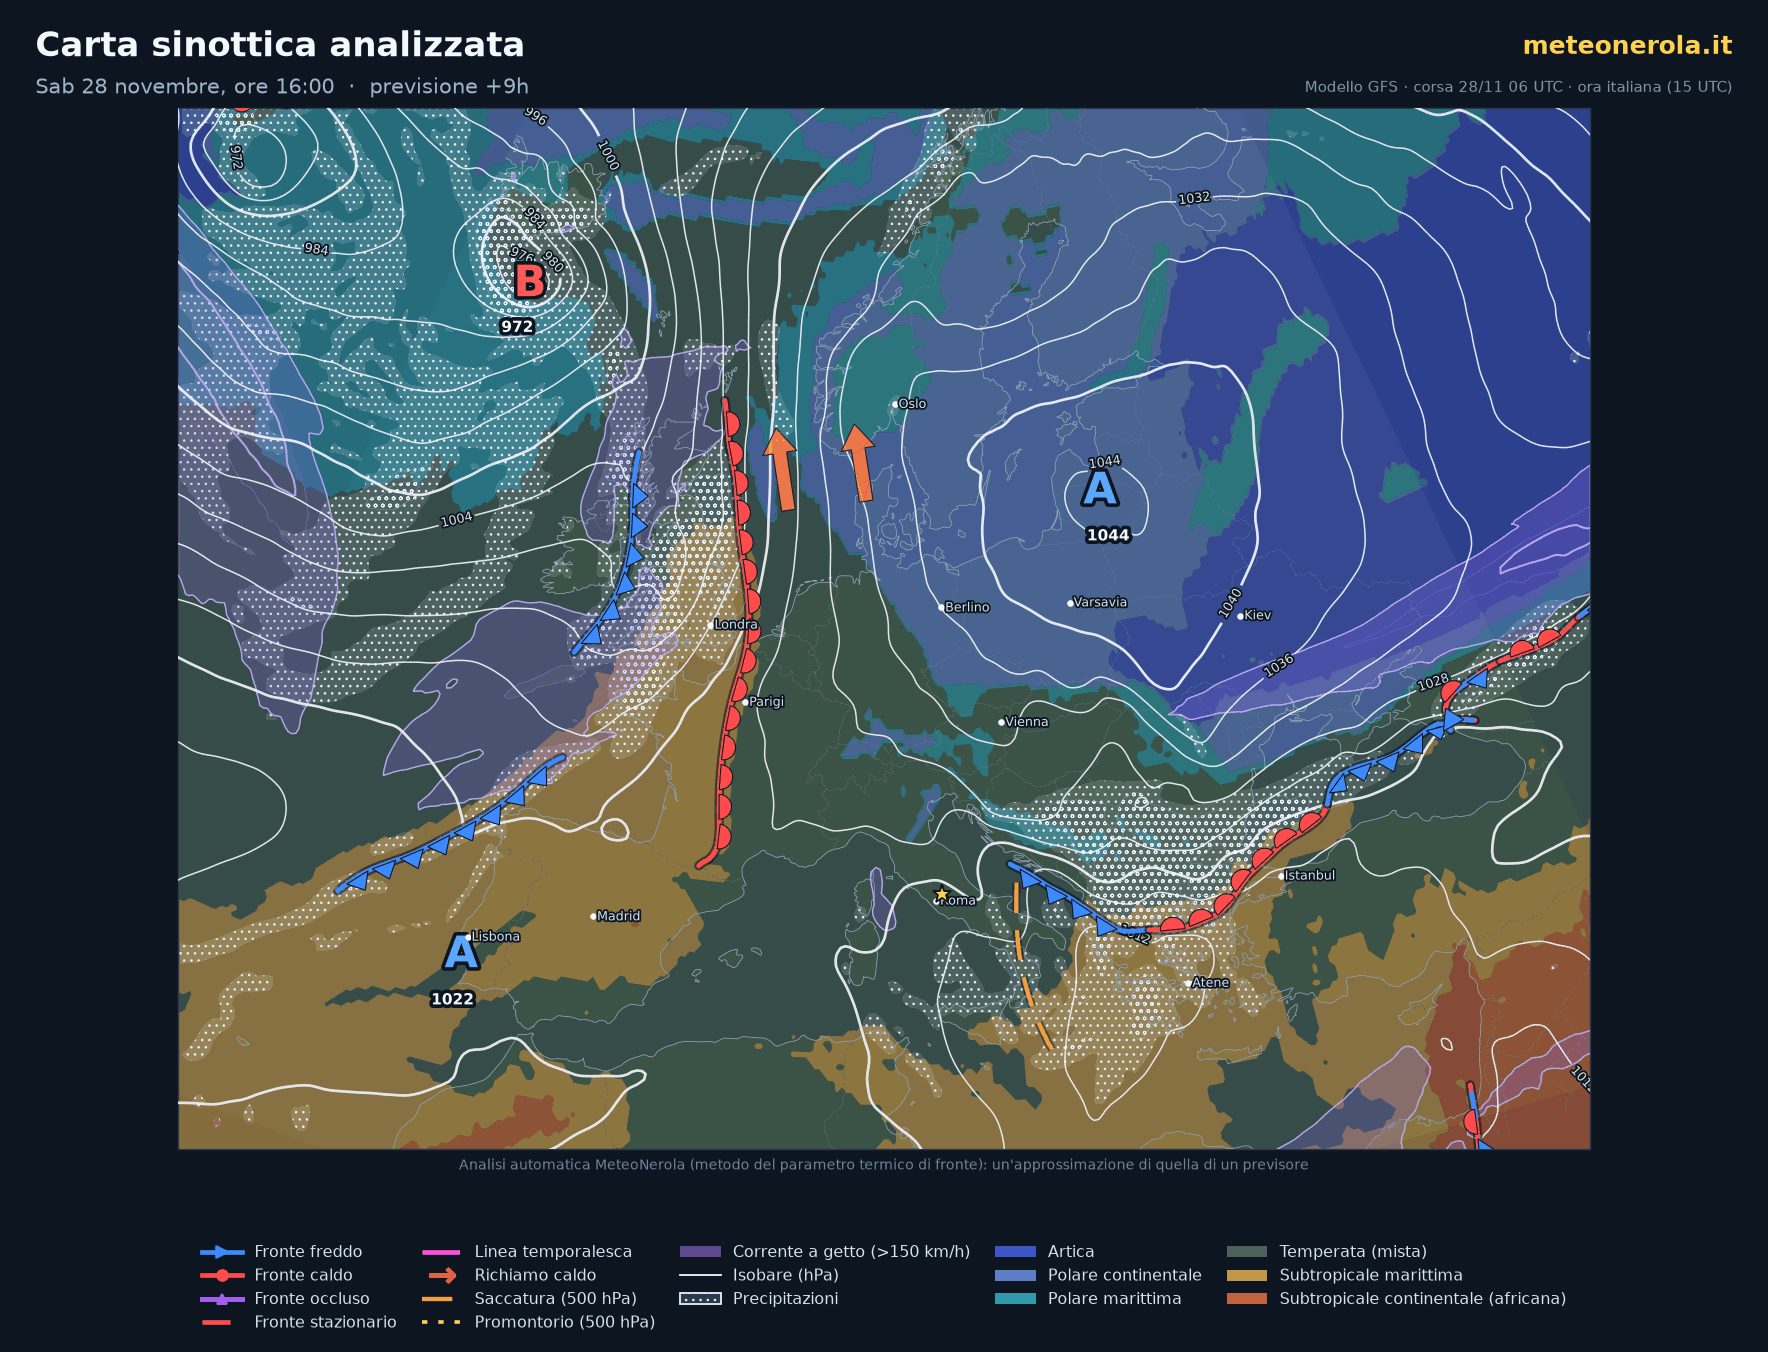 Carta sinottica analizzata
meteonerola.it
Sab 28 novembre, ore 16:00 · previsione +9h
Modello GFS · corsa 28/11 06 UTC · ora italiana (15 UTC)
996
1000
972
984
1032
984
976
980
B
972
Oslo
1044
A
1044
1004
Berlino
Varsavia
1040
Kiev
Londra
1036
1028
Parigi
Vienna
Istanbul
Roma
Madrid
Lisbona
A
1022
1012
Atene
Analisi automatica MeteoNerola (metodo del parametro termico di fronte): un'approssimazione di quella di un previsore
Fronte freddo
Linea temporalesca
Corrente a getto (>150 km/h)
Artica
Temperata (mista)
Fronte caldo
Richiamo caldo
Isobare (hPa)
Polare continentale
Subtropicale marittima
Fronte occluso
Saccatura (500 hPa)
Precipitazioni
Polare marittima
Subtropicale continentale (africana)
Fronte stazionario
Promontorio (500 hPa)